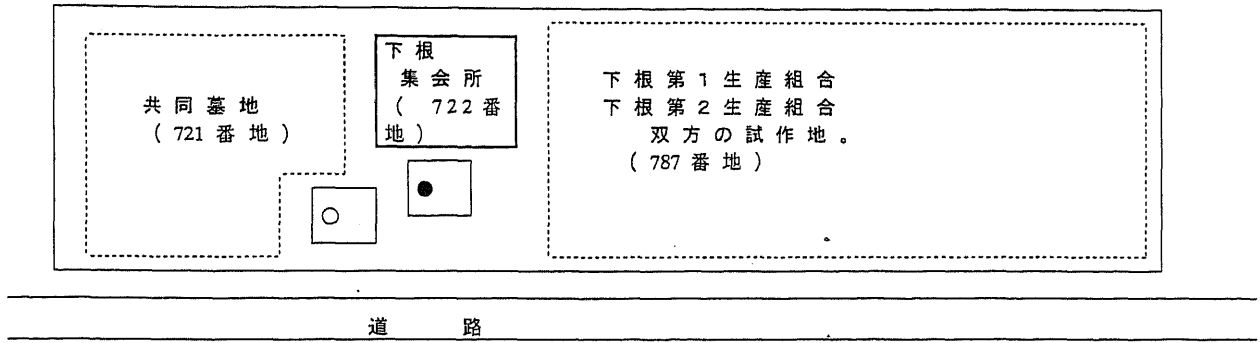 共同墓地
（721番地）
下根
集会所
（722番
地）
下根第1生産組合
下根第2生産組合
双方の試作地。
（787番地）
道路